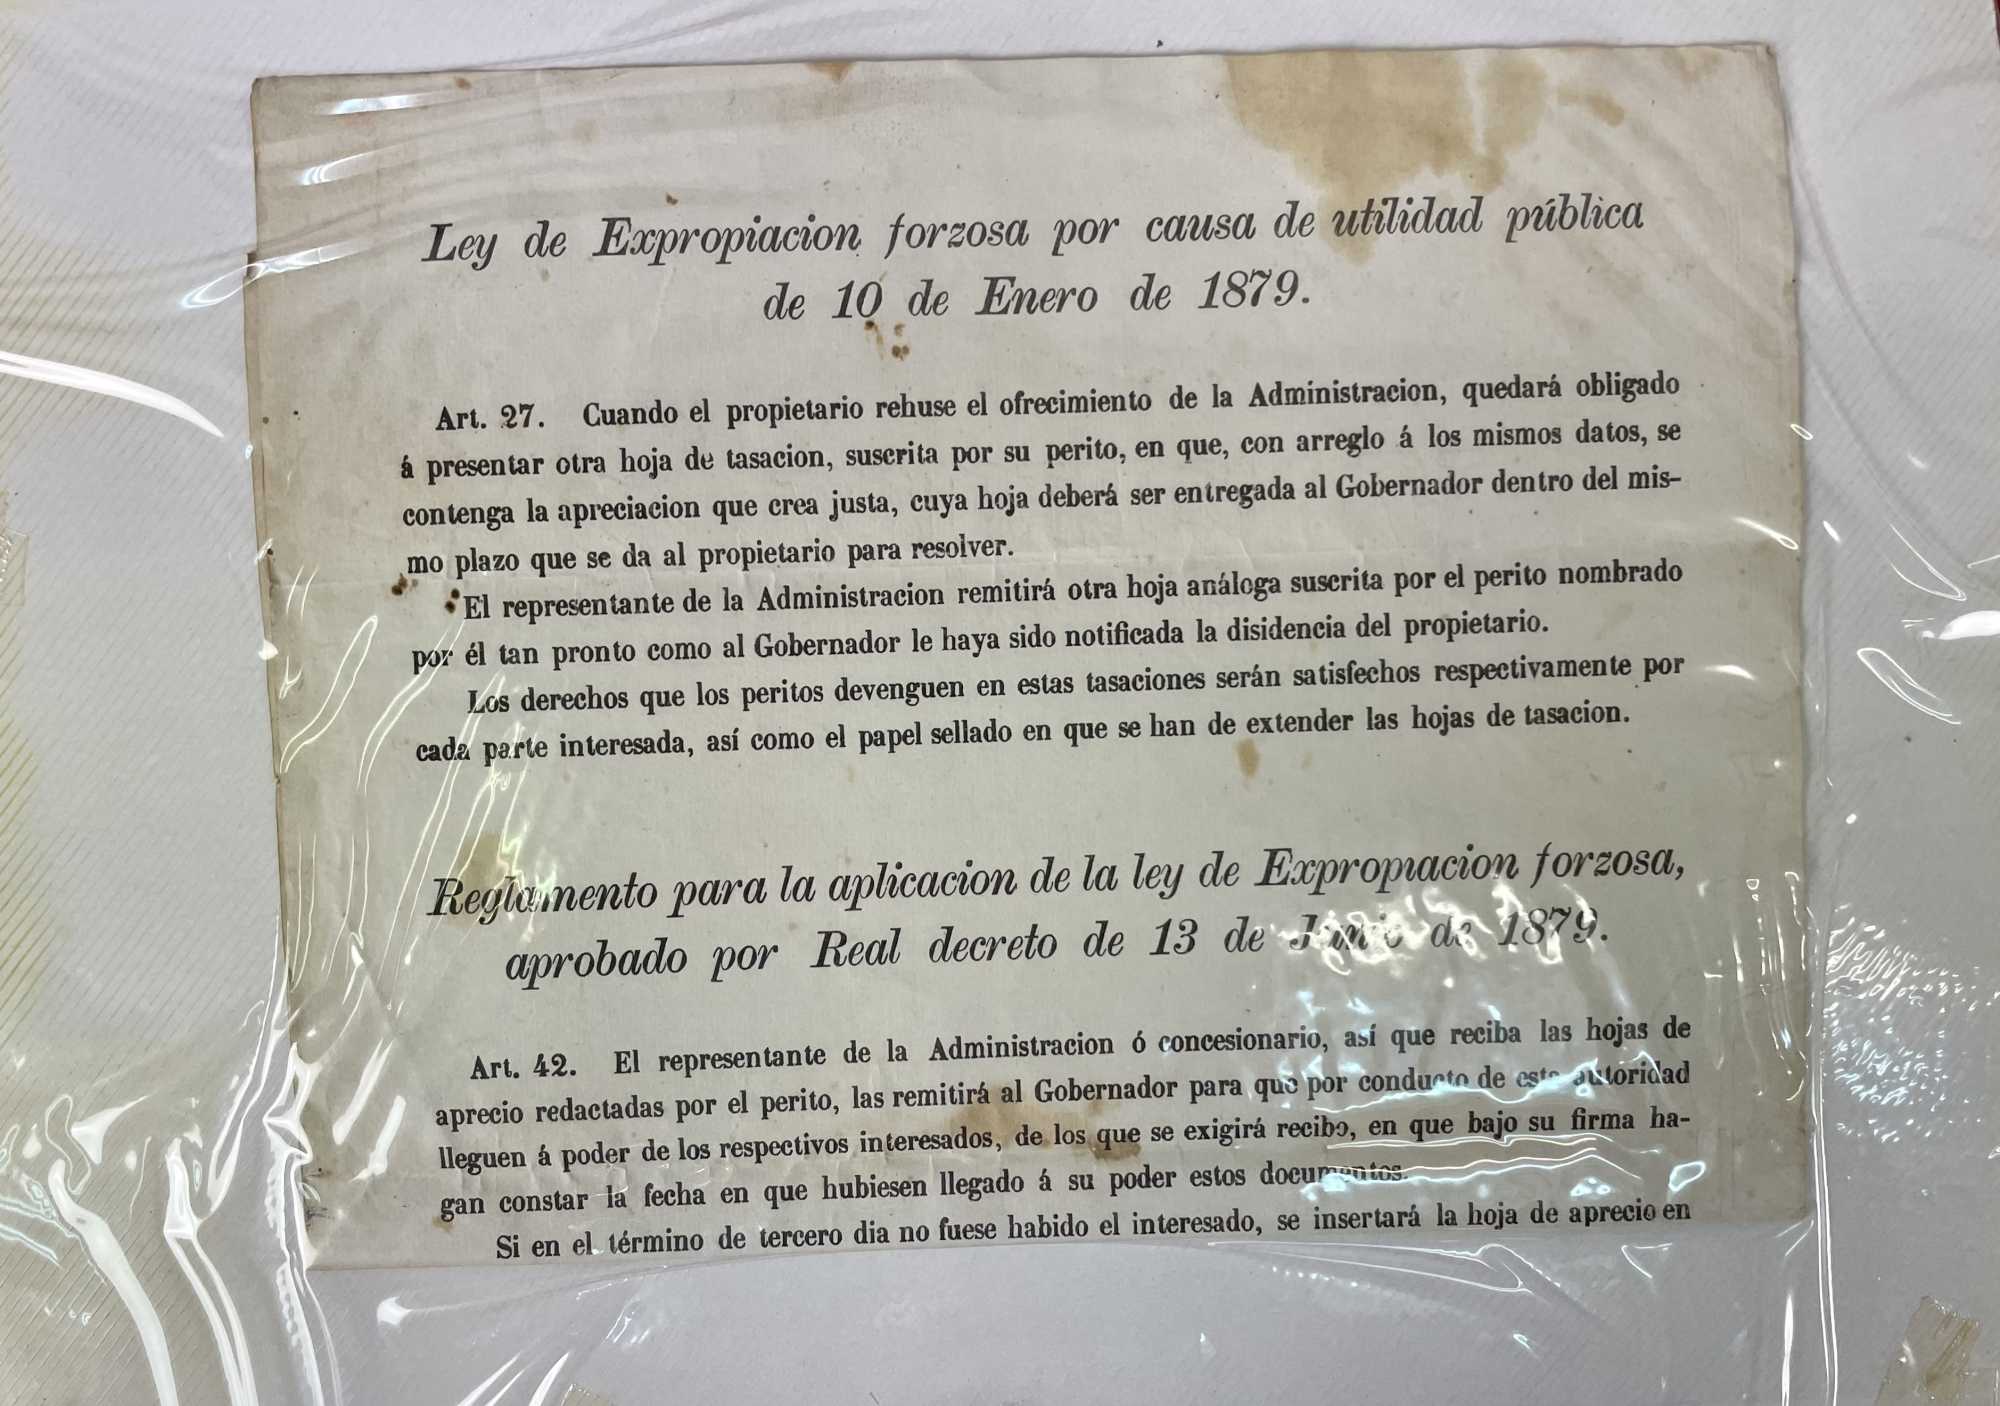 Ley de Expropiacion forzosa por causa de utilidad pública
de 10 de Enero de 1879.
Art. 27. Cuando el propietario rehuse el ofrecimiento de la Administracion, quedará obligado
á presentar otra hoja de tasacion, suscrita por su perito, en que, con arreglo á los mismos datos, se
contenga la apreciacion que crea justa, cuya hoja deberá ser entregada al Gobernador dentro del mis-
mo plazo que se da al propietario para resolver.
El representante de la Administracion remitirá otra hoja análoga suscrita por el perito nombrado
por él tan pronto como al Gobernador le haya sido notificada la disidencia del propietario.
Los derechos que los peritos devenguen en estas tasaciones serán satisfechos respectivamente por
cada parte interesada, así como el papel sellado en que se han de extender las hojas de tasacion.
Reglamento para la aplicacion de la ley de Expropiacion forzosa,
aprobado por Real decreto de 13 de Junio de 1879.
Art. 42. El representante de la Administracion ó concesionario, así que reciba las hojas de
aprecio redactadas por el perito, las remitirá al Gobernador para que por conducto de esta autoridad
lleguen á poder de los respectivos interesados, de los que se exigirá recibo, en que bajo su firma ha-
gan constar la fecha en que hubiesen llegado á su poder estos documentos.
Si en el término de tercero dia no fuese habido el interesado, se insertará la hoja de aprecio en